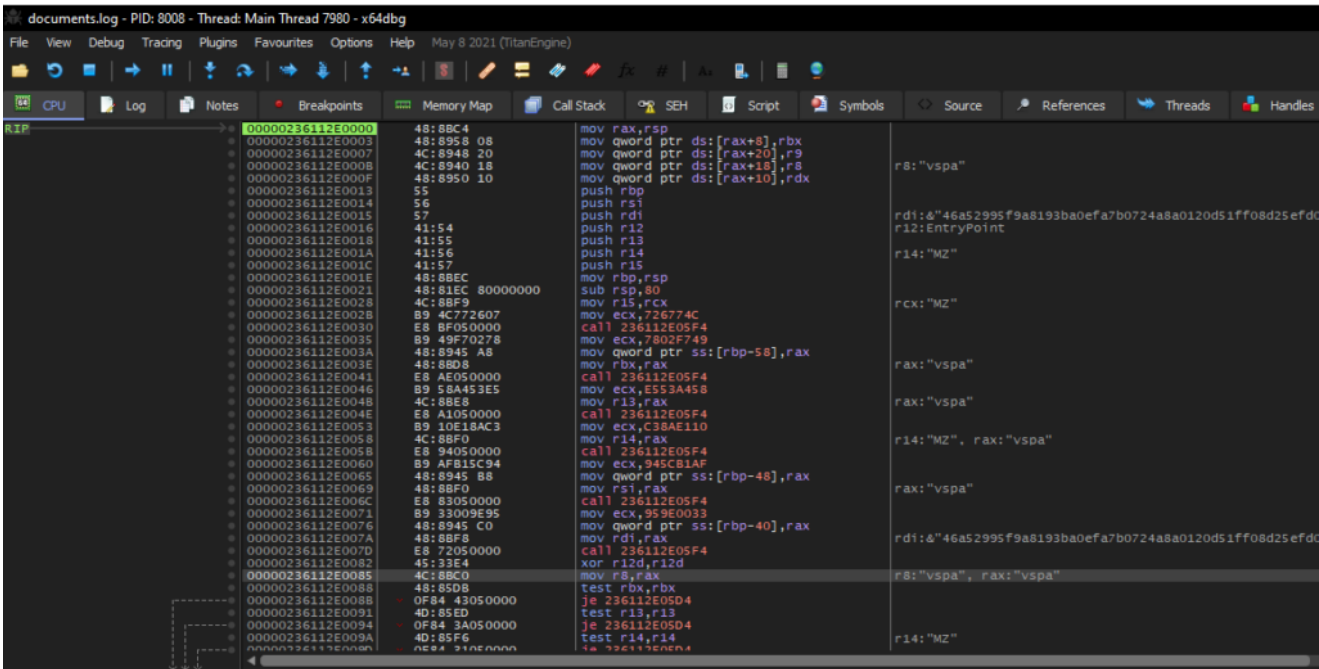 documents.log - PID: 8008 - Thread: Main Thread 7980 - x64dbg
File View Debug Tracing Plugins Favourites Options Help May 8 2021 (TitanEngine)
CPU Log Notes Breakpoints Memory Map Call Stack SEH Script Symbols Source References Threads Handles
RIP 00000236112E0000 48:8BC4 mov rax,rsp
00000236112E0003 48:8958 08 mov qword ptr ds:[rax+8],rbx
00000236112E0007 4C:8948 20 mov qword ptr ds:[rax+20],r9
00000236112E000B 4C:8940 18 mov qword ptr ds:[rax+18],r8 r8:"vspa"
00000236112E000F 48:8950 10 mov qword ptr ds:[rax+10],rdx
00000236112E0013 55 push rbp
00000236112E0014 56 push rsi
00000236112E0015 57 push rdi rdi:&"46a52995f9a8193ba0efa7b0724a8a0120d51ff08d25efd0
00000236112E0016 41:54 push r12 r12:EntryPoint
00000236112E0018 41:55 push r13
00000236112E001A 41:56 push r14 r14:"MZ"
00000236112E001C 41:57 push r15
00000236112E001E 48:8BEC mov rbp,rsp
00000236112E0021 48:81EC 80000000 sub rsp,80
00000236112E0028 4C:8BF9 mov r15,rcx rcx:"MZ"
00000236112E002B B9 4C772607 mov ecx,726774C
00000236112E0030 E8 BF050000 call 236112E05F4
00000236112E0035 B9 49F70278 mov ecx,7802F749
00000236112E003A 48:8945 A8 mov qword ptr ss:[rbp-58],rax
00000236112E003E 48:8BD8 mov rbx,rax rax:"vspa"
00000236112E0041 E8 AE050000 call 236112E05F4
00000236112E0046 B9 58A453E5 mov ecx,E553A458
00000236112E004B 4C:8BE8 mov r13,rax rax:"vspa"
00000236112E004E E8 A1050000 call 236112E05F4
00000236112E0053 B9 10E18AC3 mov ecx,C38AE110
00000236112E0058 4C:8BF0 mov r14,rax r14:"MZ", rax:"vspa"
00000236112E005B E8 94050000 call 236112E05F4
00000236112E0060 B9 AFB15C94 mov ecx,945CB1AF
00000236112E0065 48:8945 B8 mov qword ptr ss:[rbp-48],rax
00000236112E0069 48:8BF0 mov rsi,rax rax:"vspa"
00000236112E006C E8 83050000 call 236112E05F4
00000236112E0071 B9 33009E95 mov ecx,959E0033
00000236112E0076 48:8945 C0 mov qword ptr ss:[rbp-40],rax
00000236112E007A 48:8BF8 mov rdi,rax rdi:&"46a52995f9a8193ba0efa7b0724a8a0120d51ff08d25efd0
00000236112E007D E8 72050000 call 236112E05F4
00000236112E0082 45:33E4 xor r12d,r12d
00000236112E0085 4C:8BC0 mov r8,rax r8:"vspa", rax:"vspa"
00000236112E0088 48:85DB test rbx,rbx
00000236112E008B 0F84 43050000 je 236112E05D4
00000236112E0091 4D:85ED test r13,r13
00000236112E0094 0F84 3A050000 je 236112E05D4
00000236112E009A 4D:85F6 test r14,r14 r14:"MZ"
00000236112E009D 0F84 31050000 je 236112E05D4